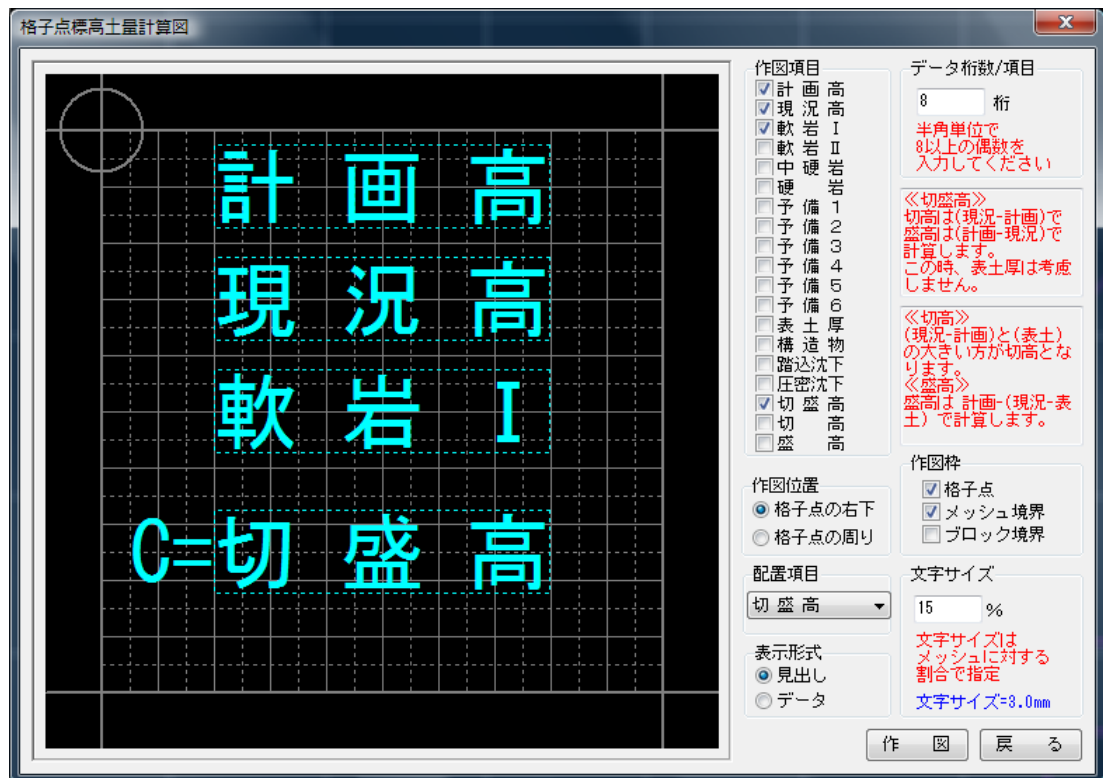 格子点標高土量計算図
計 画 高
現 況 高
軟 岩 Ⅰ
C=切 盛 高
作図項目
計 画 高
現 況 高
軟 岩 Ⅰ
軟 岩 Ⅱ
中 硬 岩
硬 岩
予 備 1
予 備 2
予 備 3
予 備 4
予 備 5
予 備 6
表 土 厚
構 造 物
踏込沈下
圧密沈下
切 盛 高
切 高
盛 高
作図位置
格子点の右下
格子点の周り
配置項目
切 盛 高
表示形式
見出し
データ
データ桁数/項目
8 桁
半角単位で
8以上の偶数を
入力してください
≪切盛高≫
切高は(現況-計画)で
盛高は(計画-現況)で
計算します。
この時、表土厚は考慮
しません。
≪切高≫
(現況-計画)と(表土)
の大きい方が切高とな
ります。
≪盛高≫
盛高は 計画-(現況-表
土) で計算します。
作図枠
格子点
メッシュ境界
ブロック境界
文字サイズ
15 %
文字サイズは
メッシュに対する
割合で指定
文字サイズ=3.0mm
作 図
戻 る